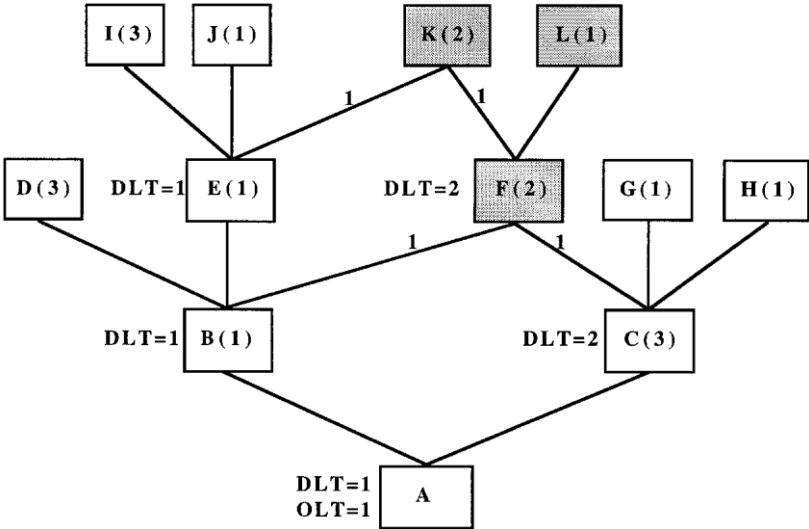 I(3) J(1) K(2) L(1)
1 1
D(3) DLT=1 E(1) DLT=2 F(2) G(1) H(1)
1 1
DLT=1 B(1) DLT=2 C(3)
DLT=1 A
OLT=1